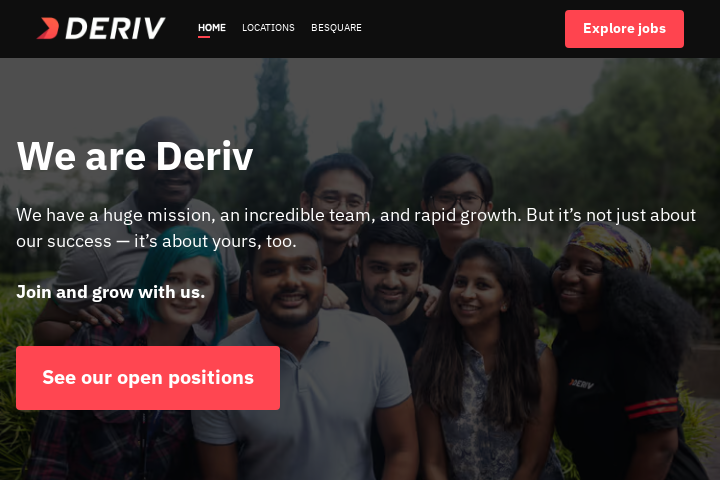 DERIV
HOME LOCATIONS BESQUARE
Explore jobs
We are Deriv
We have a huge mission, an incredible team, and rapid growth. But it’s not just about
our success — it’s about yours, too.
Join and grow with us.
See our open positions
DERIV